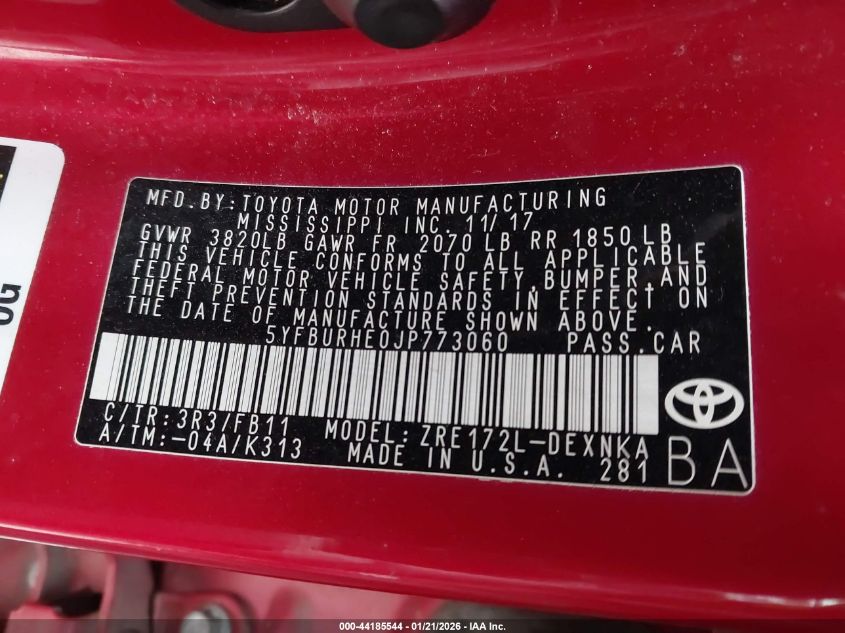 MFD. BY: TOYOTA MOTOR MANUFACTURING
MISSISSIPPI INC. 11/17
GVWR 3820LB GAWR FR 2070 LB RR 1850 LB
THIS VEHICLE CONFORMS TO ALL APPLICABLE
FEDERAL MOTOR VEHICLE SAFETY, BUMPER, AND
THEFT PREVENTION STANDARDS IN EFFECT ON
THE DATE OF MANUFACTURE SHOWN ABOVE.
5YFBURHE0JP773060 PASS. CAR
C/TR: 3R3/FB11 MODEL: ZRE172L-DEXNKA
A/TM: -04A/K313 MADE IN U.S.A. 281
BA
000-44185544 - 01/21/2026 - IAA Inc.